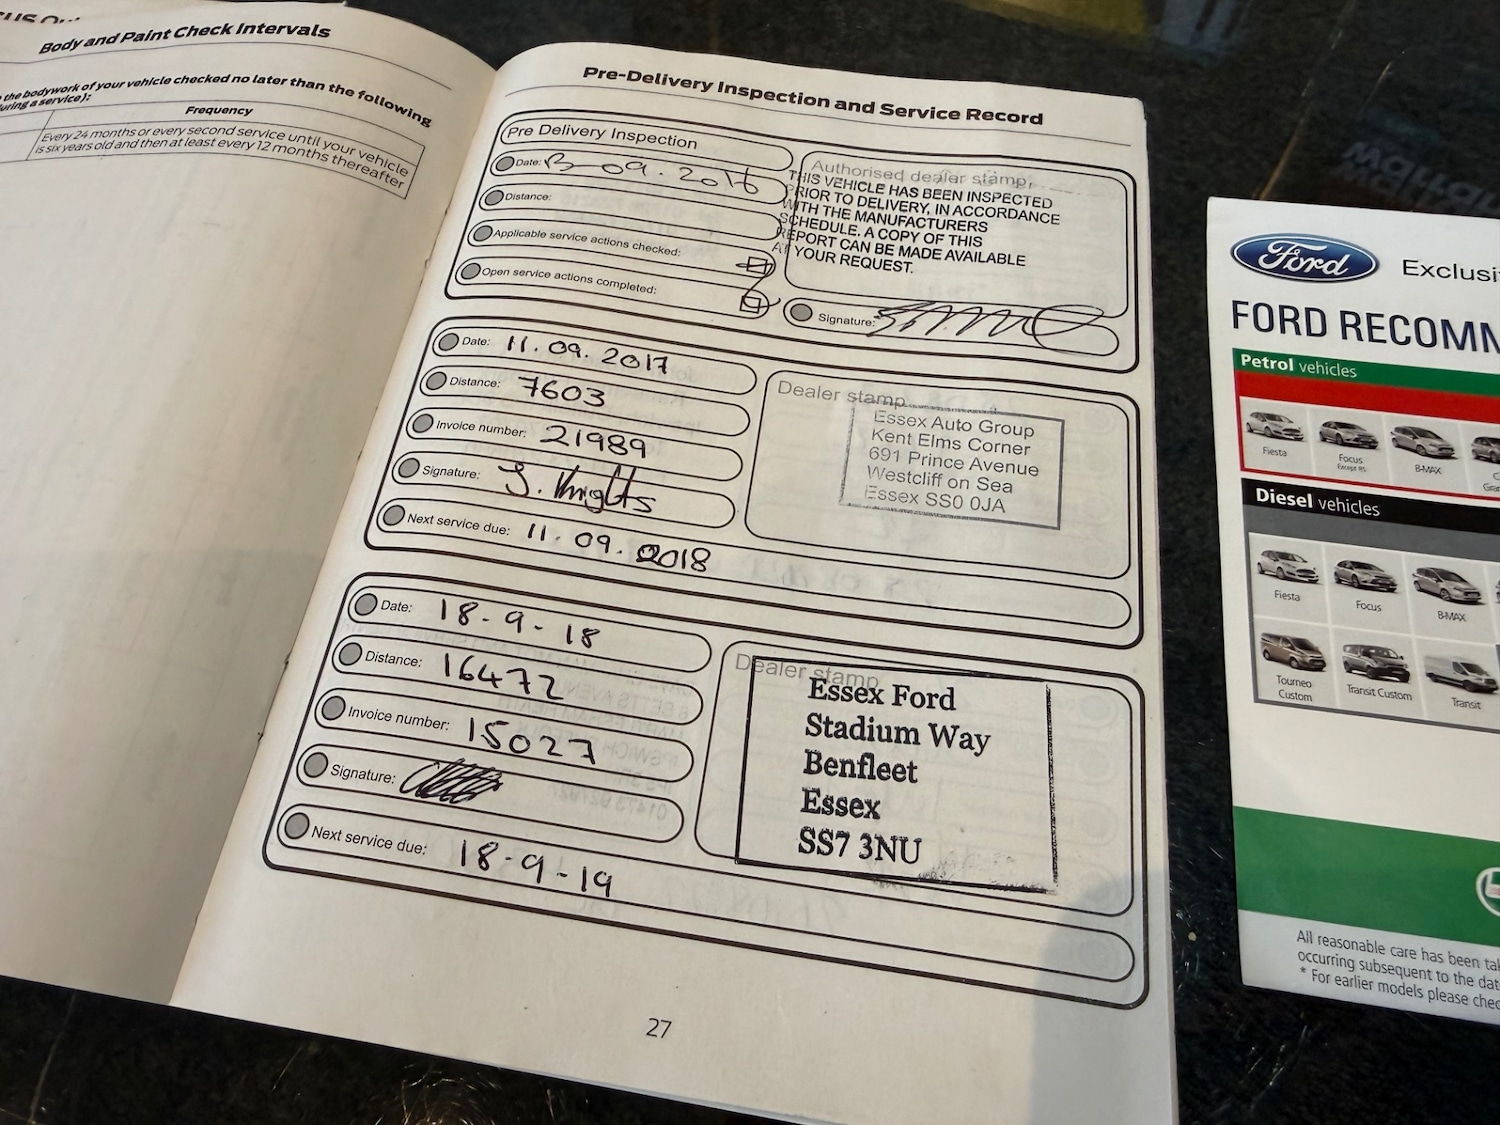 Body and Paint Check Intervals
the bodywork of your vehicle checked no later than the following
during a service):
Frequency
Every 24 months or every second service until your vehicle
is six years old and then at least every 12 months thereafter
Pre-Delivery Inspection and Service Record
Pre Delivery Inspection
Date: 13-09.2016
Distance:
Applicable service actions checked:
Open service actions completed:
Authorised dealer stamp,
THIS VEHICLE HAS BEEN INSPECTED
PRIOR TO DELIVERY, IN ACCORDANCE
WITH THE MANUFACTURERS
SCHEDULE. A COPY OF THIS
REPORT CAN BE MADE AVAILABLE
AT YOUR REQUEST.
Signature:
Date: 11.09.2017
Distance: 7603
Invoice number: 21989
Signature: J. Knights
Next service due: 11.09.2018
Dealer stamp
Essex Auto Group
Kent Elms Corner
691 Prince Avenue
Westcliff on Sea
Essex SS0 0JA
Date: 18-9-18
Distance: 16472
Invoice number: 15027
Signature:
Next service due: 18-9-19
Dealer stamp
Essex Ford
Stadium Way
Benfleet
Essex
SS7 3NU
27
Ford
FORD
Petrol vehicles
Fiesta
Focus
Except RS
B-MAX
Diesel vehicles
Fiesta
Focus
B-MAX
Tourneo
Custom
Transit Custom
Transit
All reasonable care has been
occurring subsequent to the
* For earlier models please